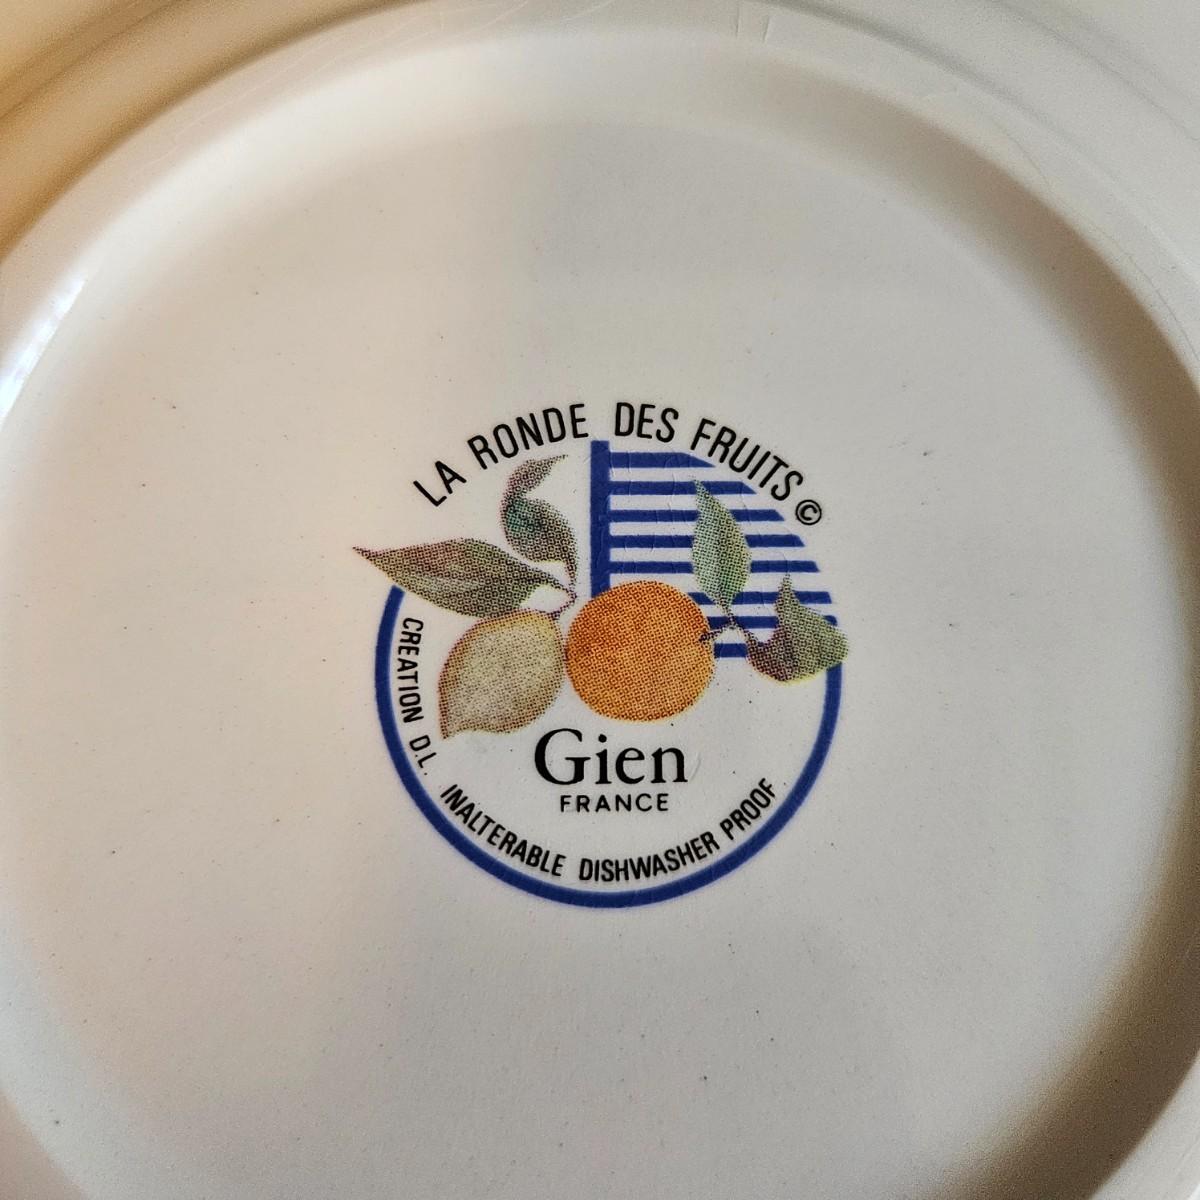 LA RONDE DES FRUITS ©
CREATION D.L. INALTERABLE DISHWASHER PROOF
Gien
FRANCE